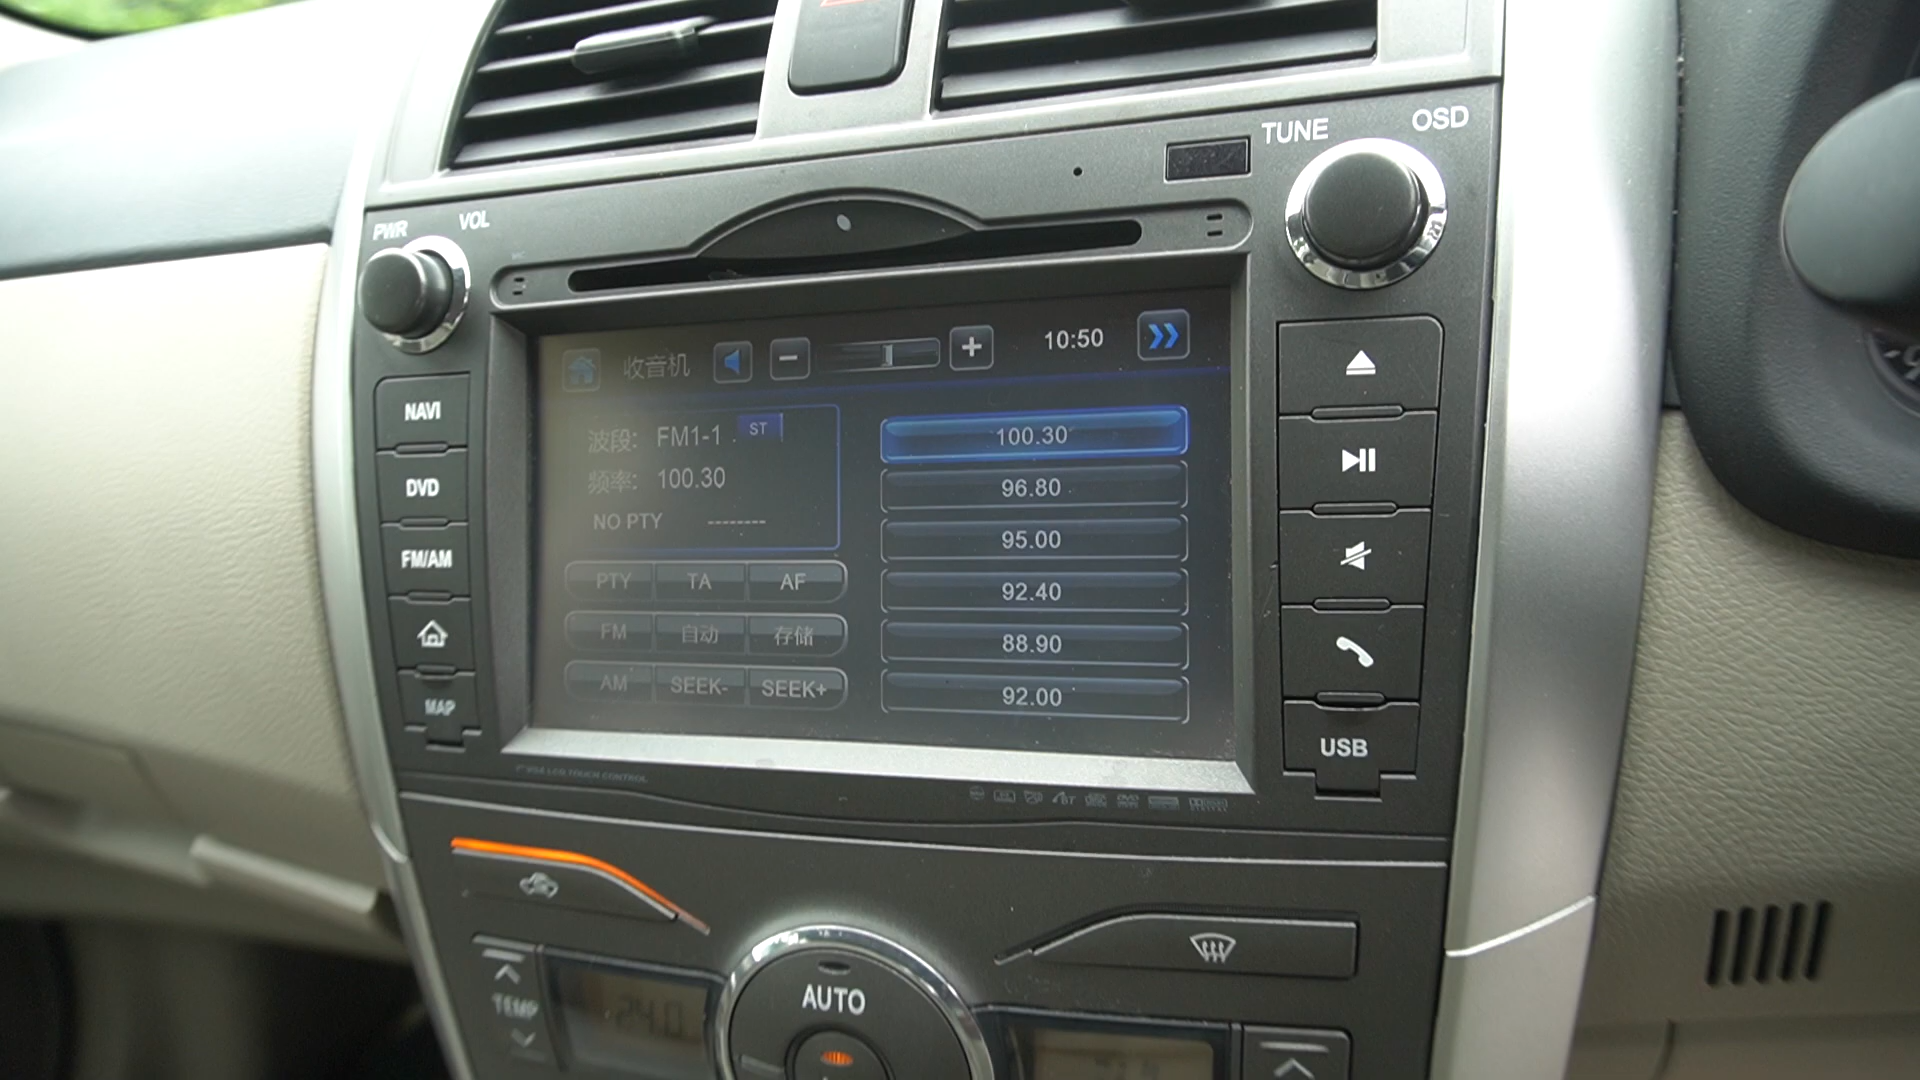 TUNE OSD
PWR VOL
收音机 10:50
波段: FM1-1 ST
频率: 100.30
NO PTY --------
PTY TA AF
FM 自动 存储
AM SEEK- SEEK+
100.30
96.80
95.00
92.40
88.90
92.00
NAVI
DVD
FM/AM
MAP
USB
TEMP
24.0
AUTO